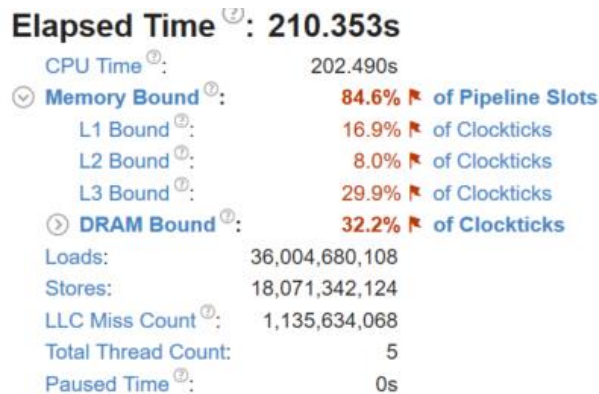 Elapsed Time ?: 210.353s
CPU Time ?: 202.490s
Memory Bound ?: 84.6% of Pipeline Slots
L1 Bound ?: 16.9% of Clockticks
L2 Bound ?: 8.0% of Clockticks
L3 Bound ?: 29.9% of Clockticks
DRAM Bound ?: 32.2% of Clockticks
Loads: 36,004,680,108
Stores: 18,071,342,124
LLC Miss Count ?: 1,135,634,068
Total Thread Count: 5
Paused Time ?: 0s